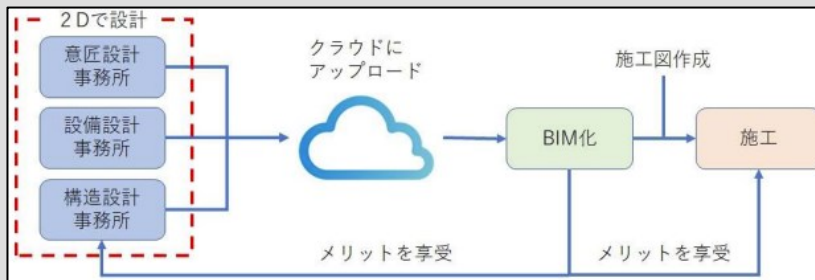 ２Dで設計
意匠設計
事務所
設備設計
事務所
構造設計
事務所
クラウドに
アップロード
BIM化
施工図作成
施工
メリットを享受
メリットを享受